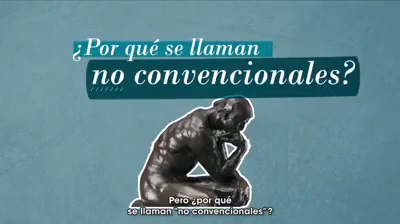 ¿Por qué se llaman
no convencionales?
Pero ¿por qué
se llaman "no convencionales"?